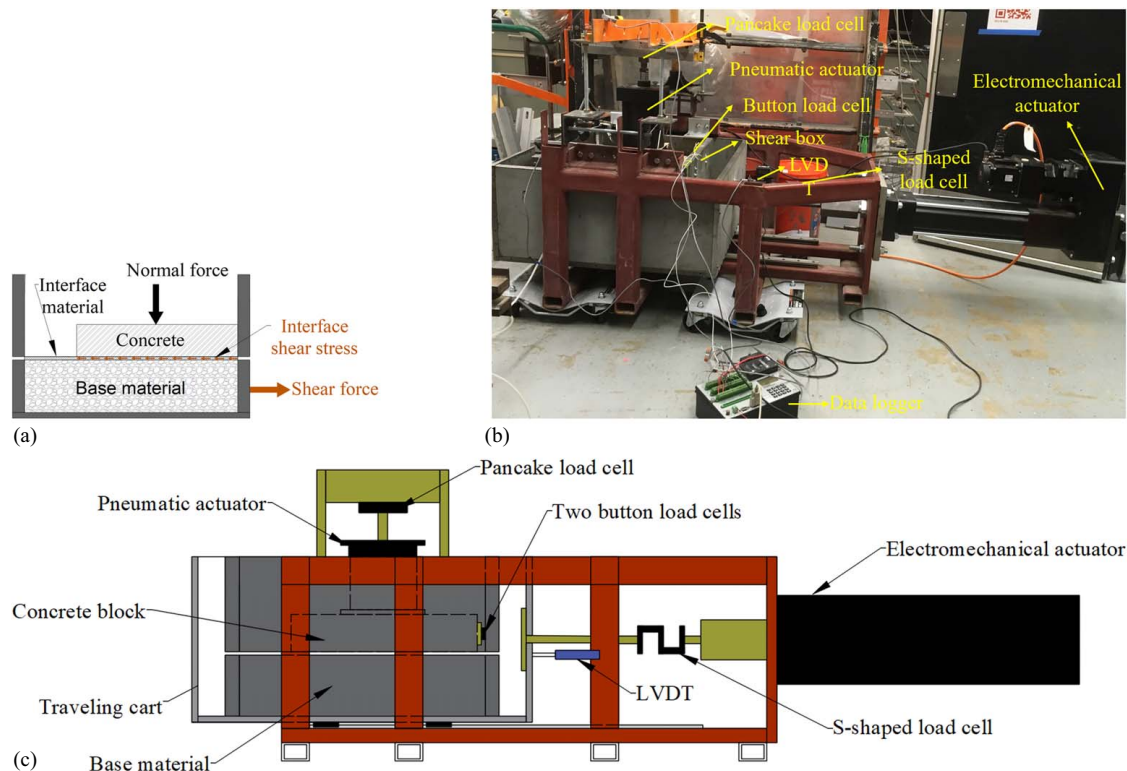 Normal force
Interface
material
Concrete
Interface
shear stress
Base material
Shear force
(a)
Pancake load cell
Pneumatic actuator
Button load cell
Shear box
LVD
T
S-shaped
load cell
Electromechanical
actuator
Data logger
(b)
Pancake load cell
Pneumatic actuator
Two button load cells
Electromechanical actuator
Concrete block
LVDT
Traveling cart
S-shaped load cell
Base material
(c)